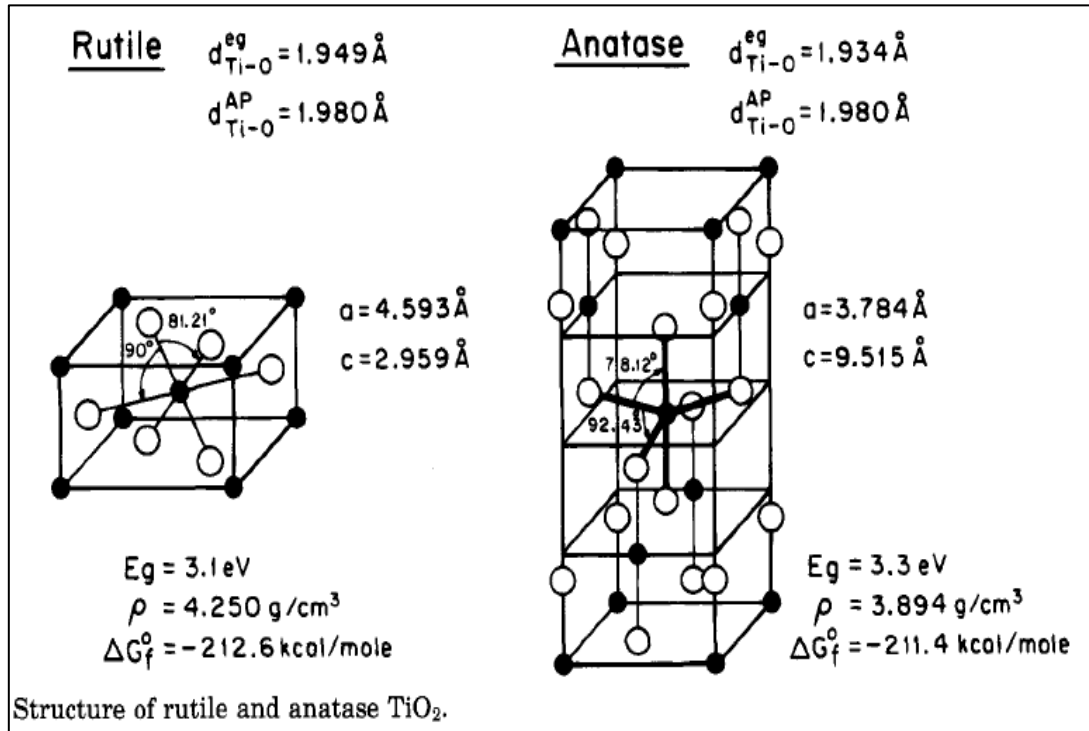 Rutile
d^eg_Ti-O = 1.949 Å
d^AP_Ti-O = 1.980 Å
81.21°
90°
a = 4.593 Å
c = 2.959 Å
Eg = 3.1 eV
ρ = 4.250 g/cm³
ΔG°f = -212.6 kcal/mole
Anatase
d^eg_Ti-O = 1.934 Å
d^AP_Ti-O = 1.980 Å
78.12°
92.43
a = 3.784 Å
c = 9.515 Å
Eg = 3.3 eV
ρ = 3.894 g/cm³
ΔG°f = -211.4 kcal/mole
Structure of rutile and anatase TiO₂.